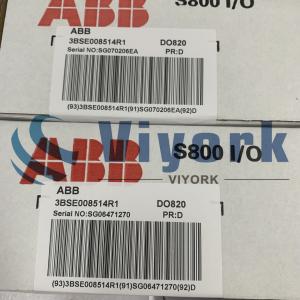 ABB S800 I/O
ABB
3BSE008514R1 DO820
Serial NO:SG070206EA PR:D
(93)3BSE008514R1(91)SG070206EA(92)D
Viyork
ABB S800 I/O
VIYORK
ABB
3BSE008514R1 DO820
Serial NO:SG06471270 PR:D
(93)3BSE008514R1(91)SG06471270(92)D